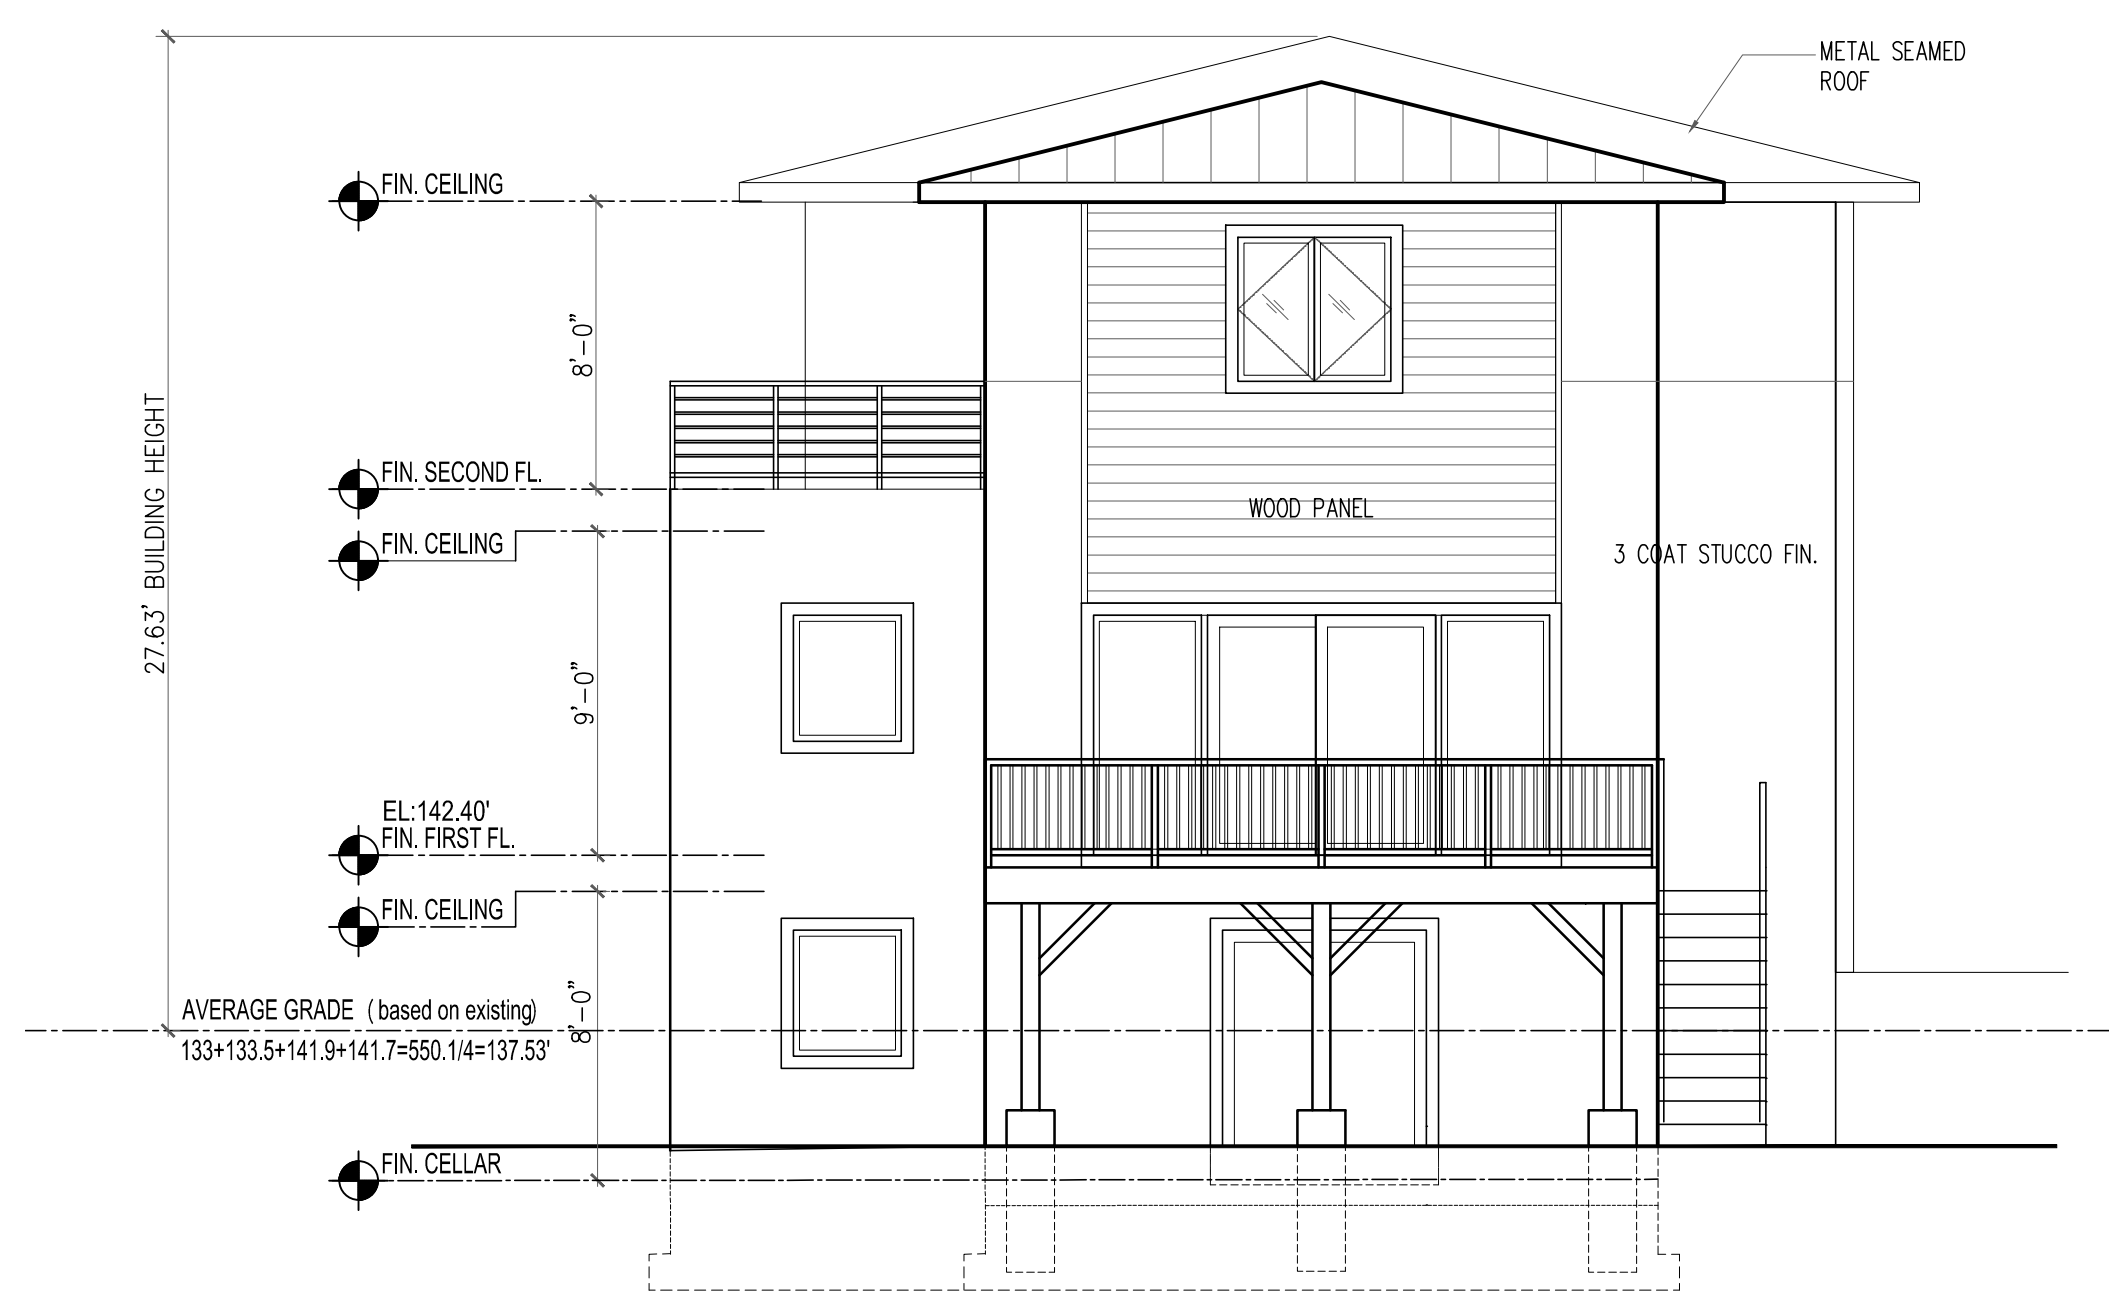 METAL SEAMED
ROOF
FIN. CEILING
8'-0"
27.63' BUILDING HEIGHT
FIN. SECOND FL.
WOOD PANEL
FIN. CEILING
3 COAT STUCCO FIN.
9'-0"
EL:142.40'
FIN. FIRST FL.
FIN. CEILING
8'-0"
AVERAGE GRADE (based on existing)
133+133.5+141.9+141.7=550.1/4=137.53'
FIN. CELLAR